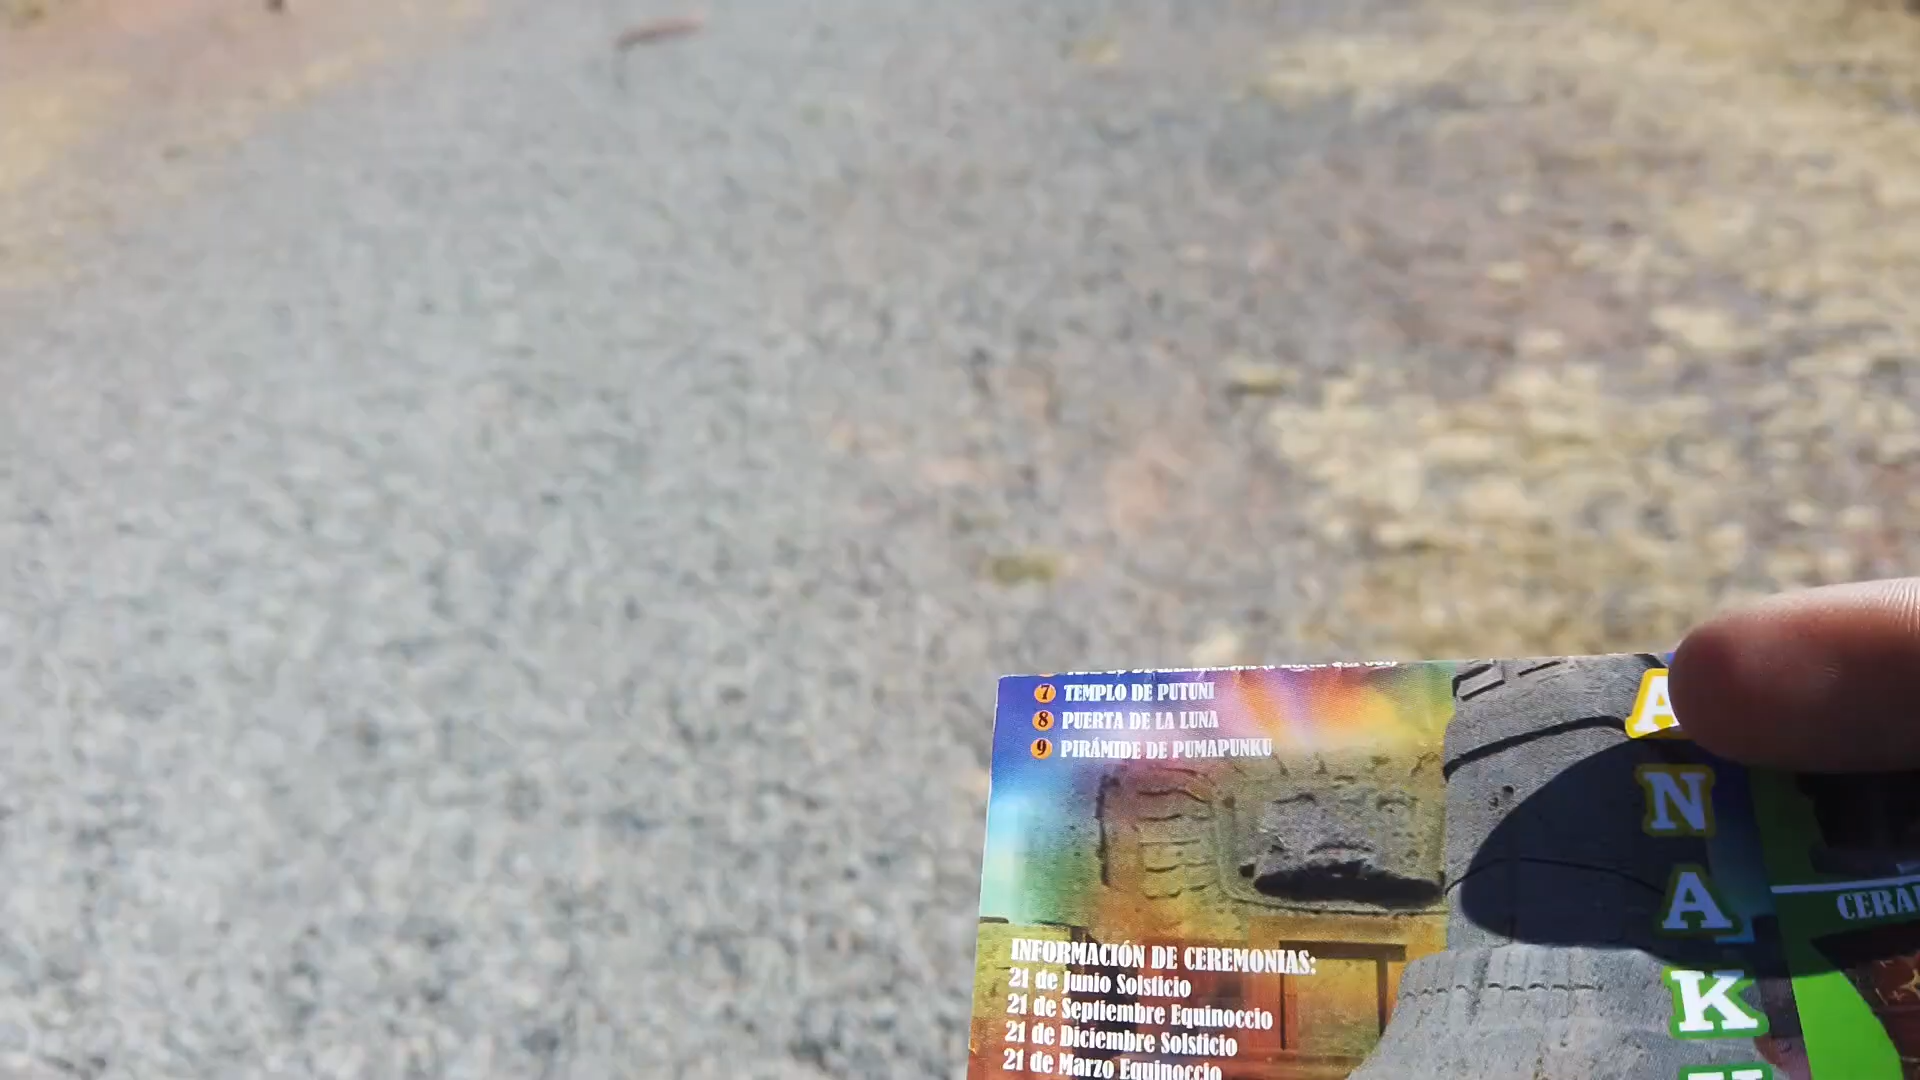 7 TEMPLO DE PUTUNI
8 PUERTA DE LA LUNA
9 PIRÁMIDE DE PUMAPUNKU
INFORMACIÓN DE CEREMONIAS:
21 de Junio Solsticio
21 de Septiembre Equinoccio
21 de Diciembre Solsticio
21 de Marzo Equinoccio
A
N
A
K
CERÁ